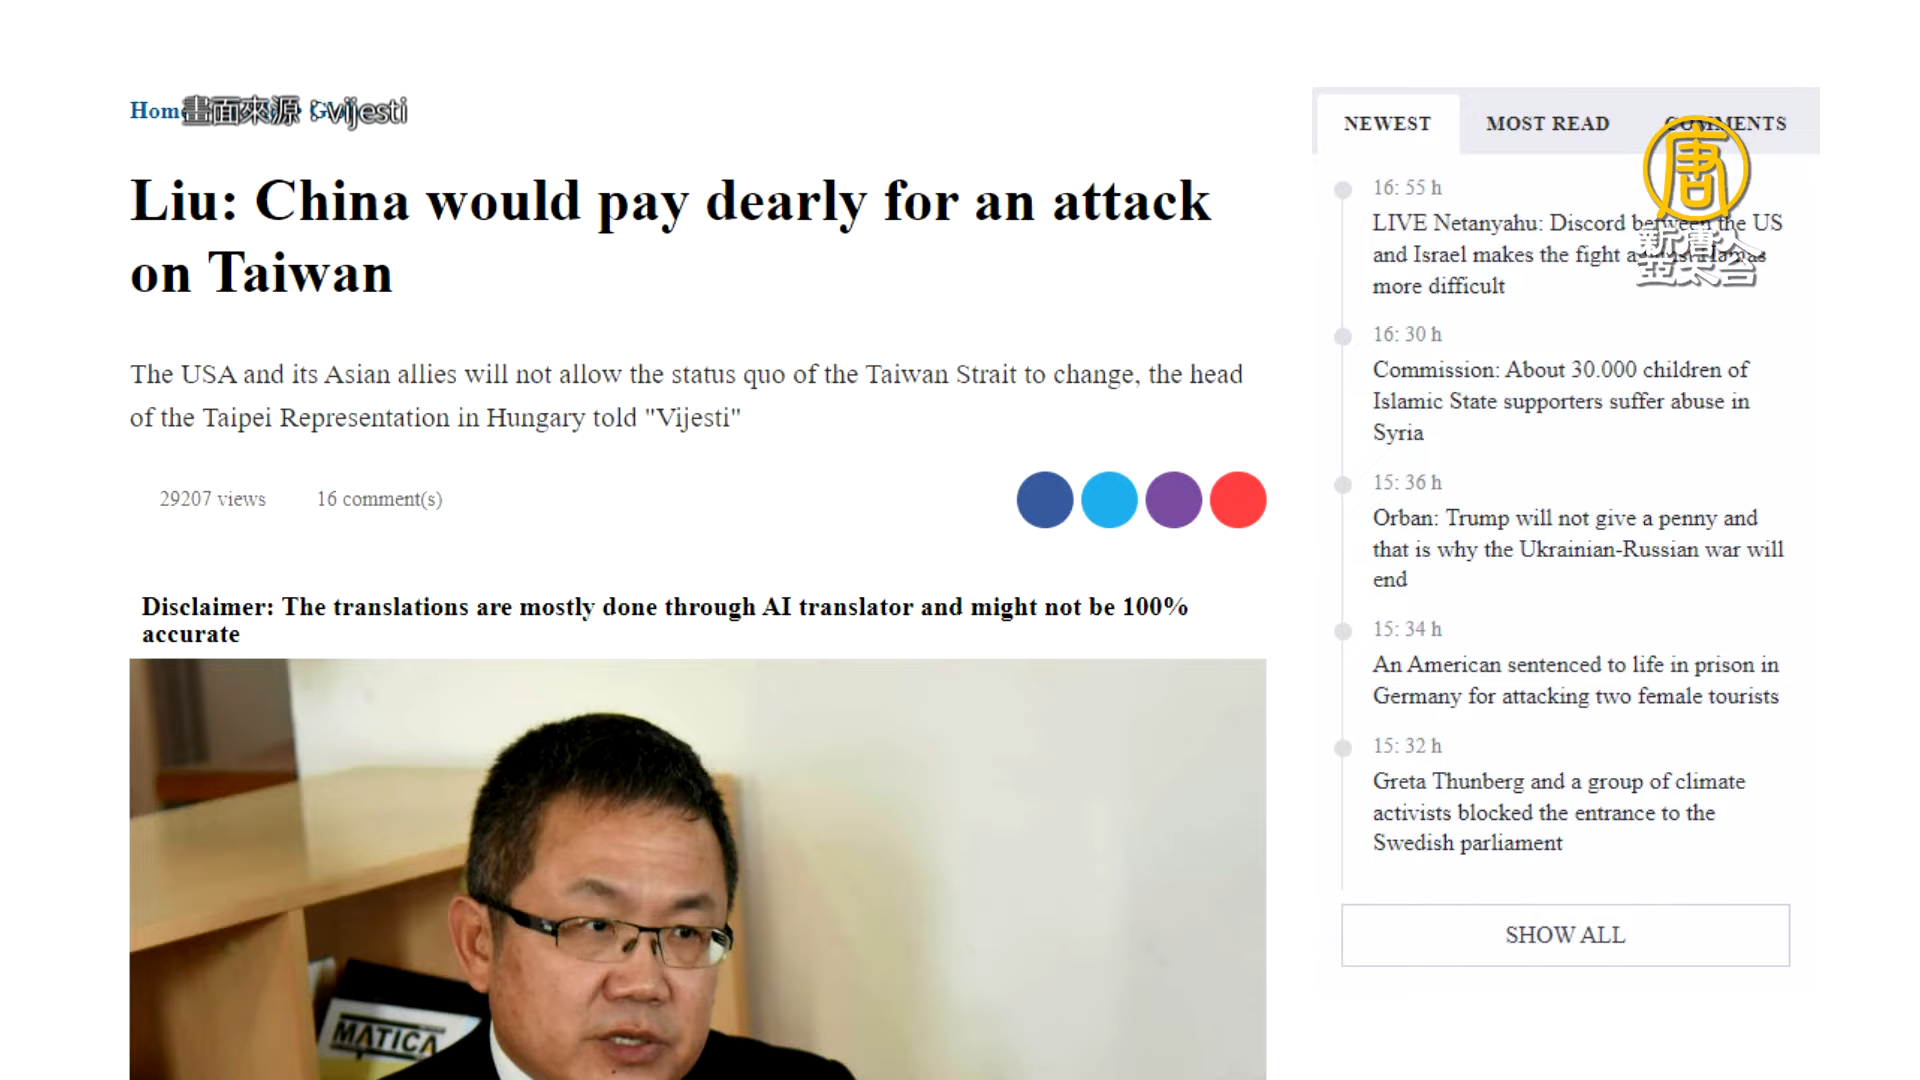 Home
畫面來源：Vijesti
Liu: China would pay dearly for an attack
on Taiwan
The USA and its Asian allies will not allow the status quo of the Taiwan Strait to change, the head
of the Taipei Representation in Hungary told "Vijesti"
29207 views 16 comment(s)
Disclaimer: The translations are mostly done through AI translator and might not be 100%
accurate
MATICA
NEWEST MOST READ COMMENTS
唐
新唐人
亞太台
16: 55 h
LIVE Netanyahu: Discord between the US
and Israel makes the fight against Hamas
more difficult
16: 30 h
Commission: About 30.000 children of
Islamic State supporters suffer abuse in
Syria
15: 36 h
Orban: Trump will not give a penny and
that is why the Ukrainian-Russian war will
end
15: 34 h
An American sentenced to life in prison in
Germany for attacking two female tourists
15: 32 h
Greta Thunberg and a group of climate
activists blocked the entrance to the
Swedish parliament
SHOW ALL